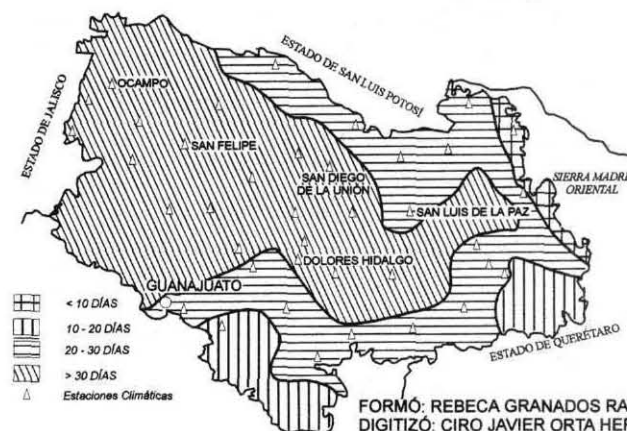 ESTADO DE SAN LUIS POTOSÍ
OCAMPO
ESTADO DE JALISCO
SAN FELIPE
SAN DIEGO
DE LA UNIÓN
SIERRA MADRE
ORIENTAL
SAN LUIS DE LA PAZ
DOLORES HIDALGO
GUANAJUATO
< 10 DÍAS
10 - 20 DÍAS
20 - 30 DÍAS
> 30 DÍAS
Estaciones Climáticas
ESTADO DE QUERÉTARO
FORMÓ: REBECA GRANADOS RA
DIGITIZÓ: CIRO JAVIER ORTA HER